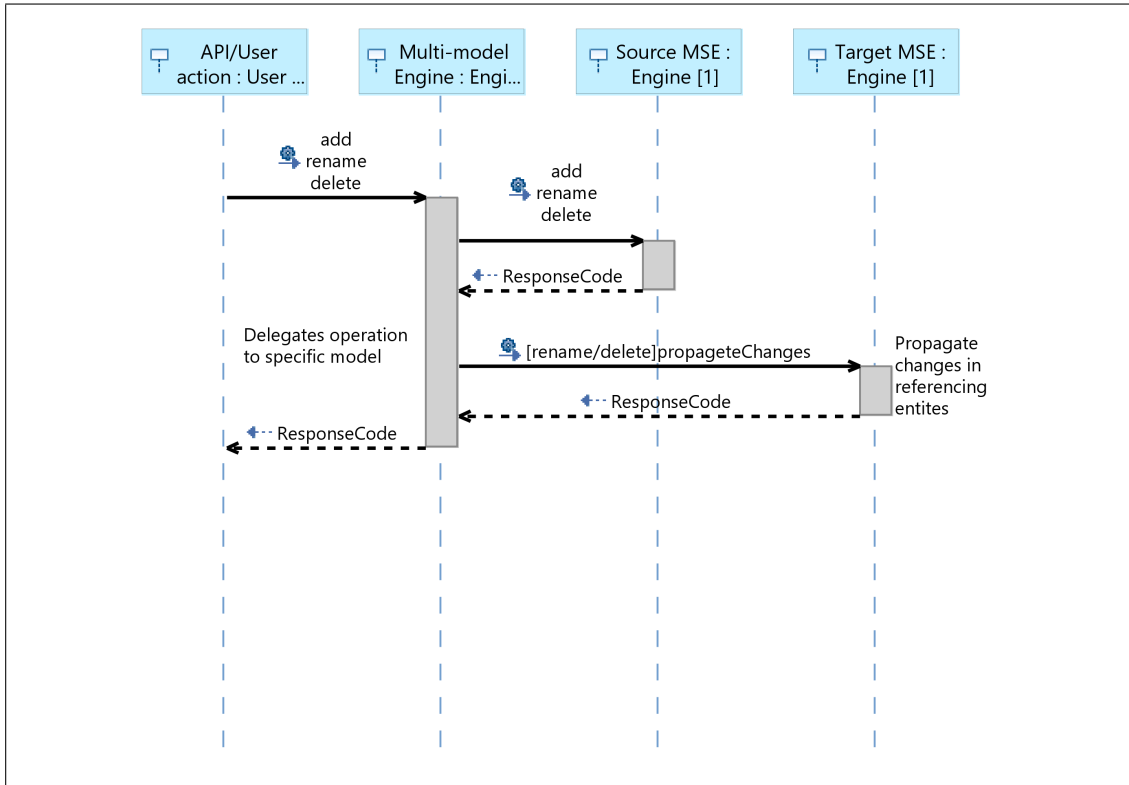 API/User
action : User ...
Multi-model
Engine : Engi...
Source MSE :
Engine [1]
Target MSE :
Engine [1]
add
rename
delete
add
rename
delete
ResponseCode
Delegates operation
to specific model
[rename/delete]propageteChanges
Propagate
changes in
referencing
entites
ResponseCode
ResponseCode